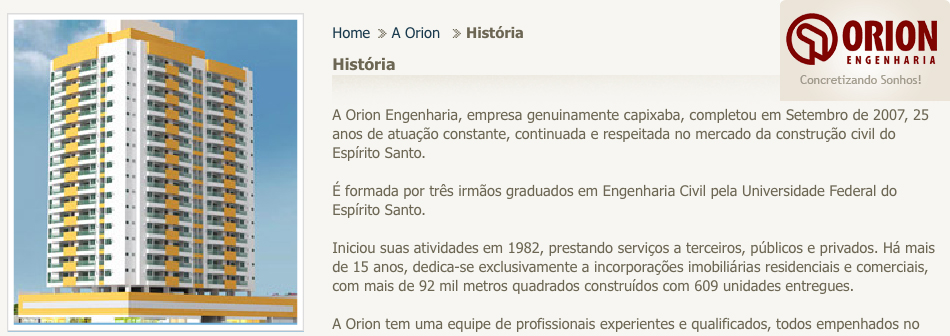 Home » A Orion » História
ORION
ENGENHARIA
Concretizando Sonhos!
História
A Orion Engenharia, empresa genuinamente capixaba, completou em Setembro de 2007, 25
anos de atuação constante, continuada e respeitada no mercado da construção civil do
Espírito Santo.
É formada por três irmãos graduados em Engenharia Civil pela Universidade Federal do
Espírito Santo.
Iniciou suas atividades em 1982, prestando serviços a terceiros, públicos e privados. Há mais
de 15 anos, dedica-se exclusivamente a incorporações imobiliárias residenciais e comerciais,
com mais de 92 mil metros quadrados construídos com 609 unidades entregues.
A Orion tem uma equipe de profissionais experientes e qualificados, todos empenhados no